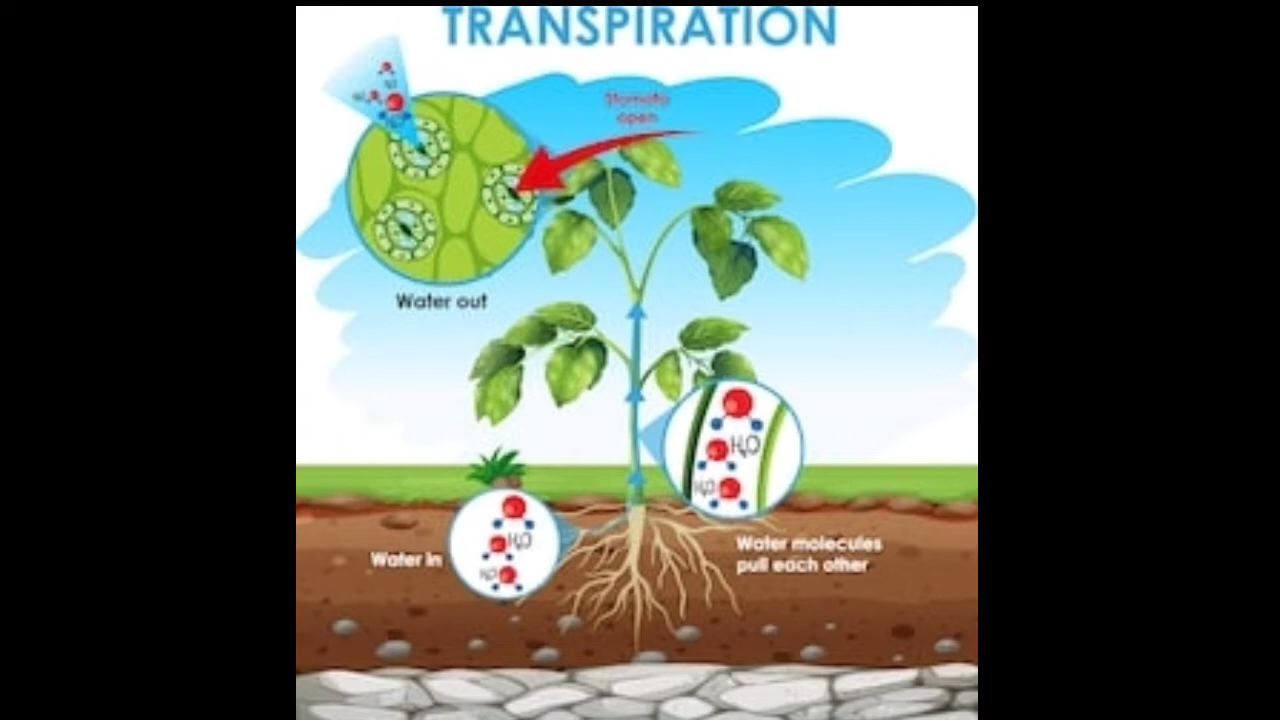 TRANSPIRATION
Stomata
open
Water out
H₂O
H₂O
Water in
H₂O
H₂O
Water molecules
pull each other